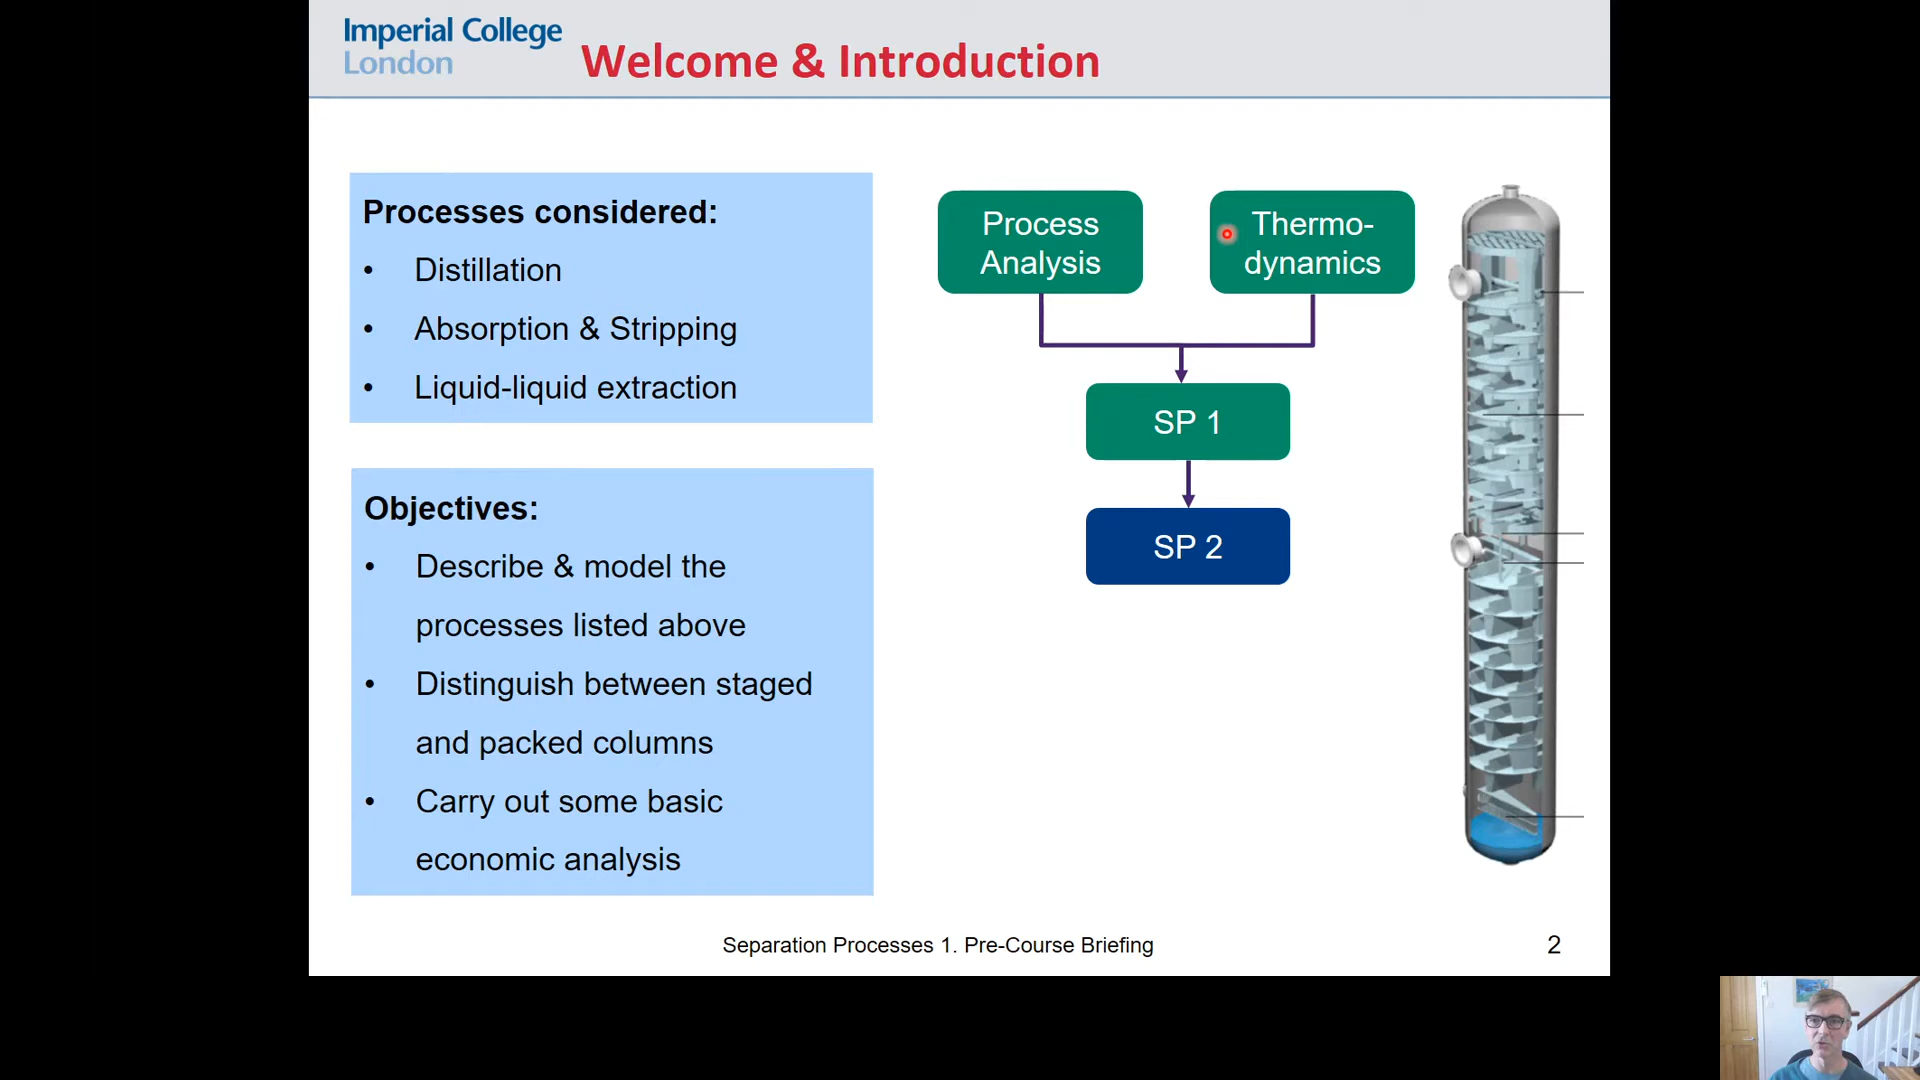 Imperial College
London
Welcome & Introduction
Processes considered:
• Distillation
• Absorption & Stripping
• Liquid-liquid extraction
Objectives:
• Describe & model the
processes listed above
• Distinguish between staged
and packed columns
• Carry out some basic
economic analysis
Process
Analysis
Thermo-
dynamics
SP 1
SP 2
Separation Processes 1. Pre-Course Briefing
2